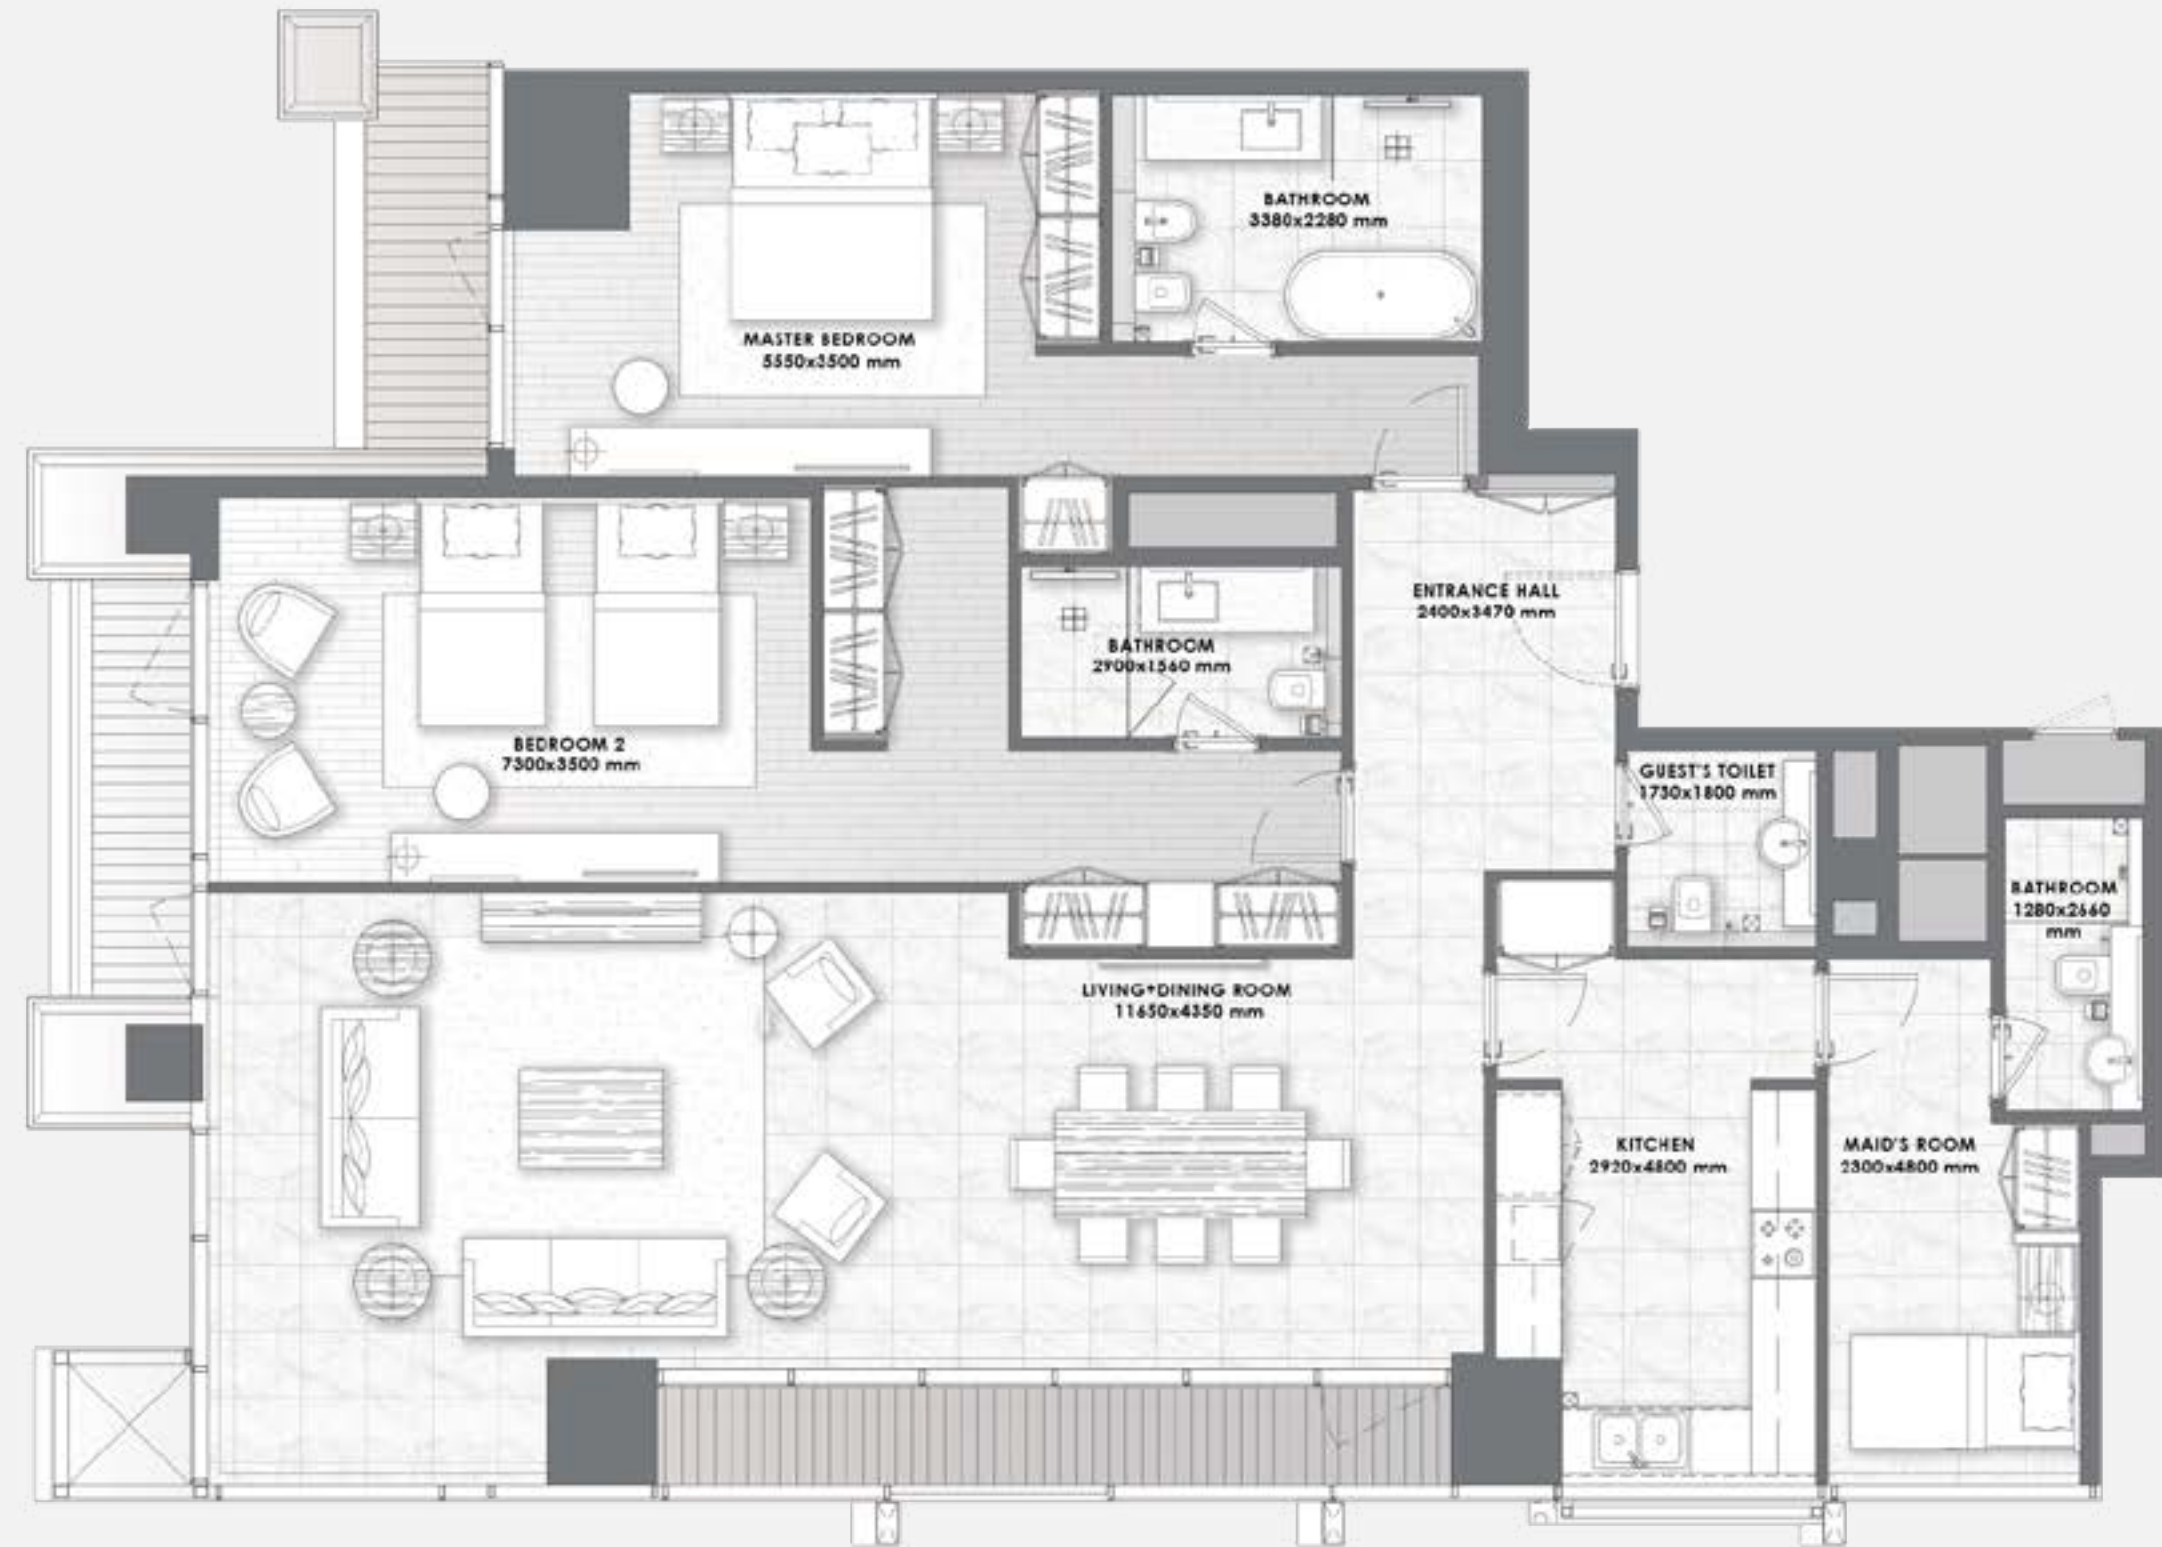 BATHROOM
3380x2280 mm
MASTER BEDROOM
5550x3500 mm
ENTRANCE HALL
2400x3470 mm
BATHROOM
2900x1560 mm
BEDROOM 2
7300x3500 mm
GUEST'S TOILET
1730x1800 mm
BATHROOM
1280x2660
mm
LIVING+DINING ROOM
11650x4350 mm
KITCHEN
2920x4800 mm
MAID'S ROOM
2300x4800 mm